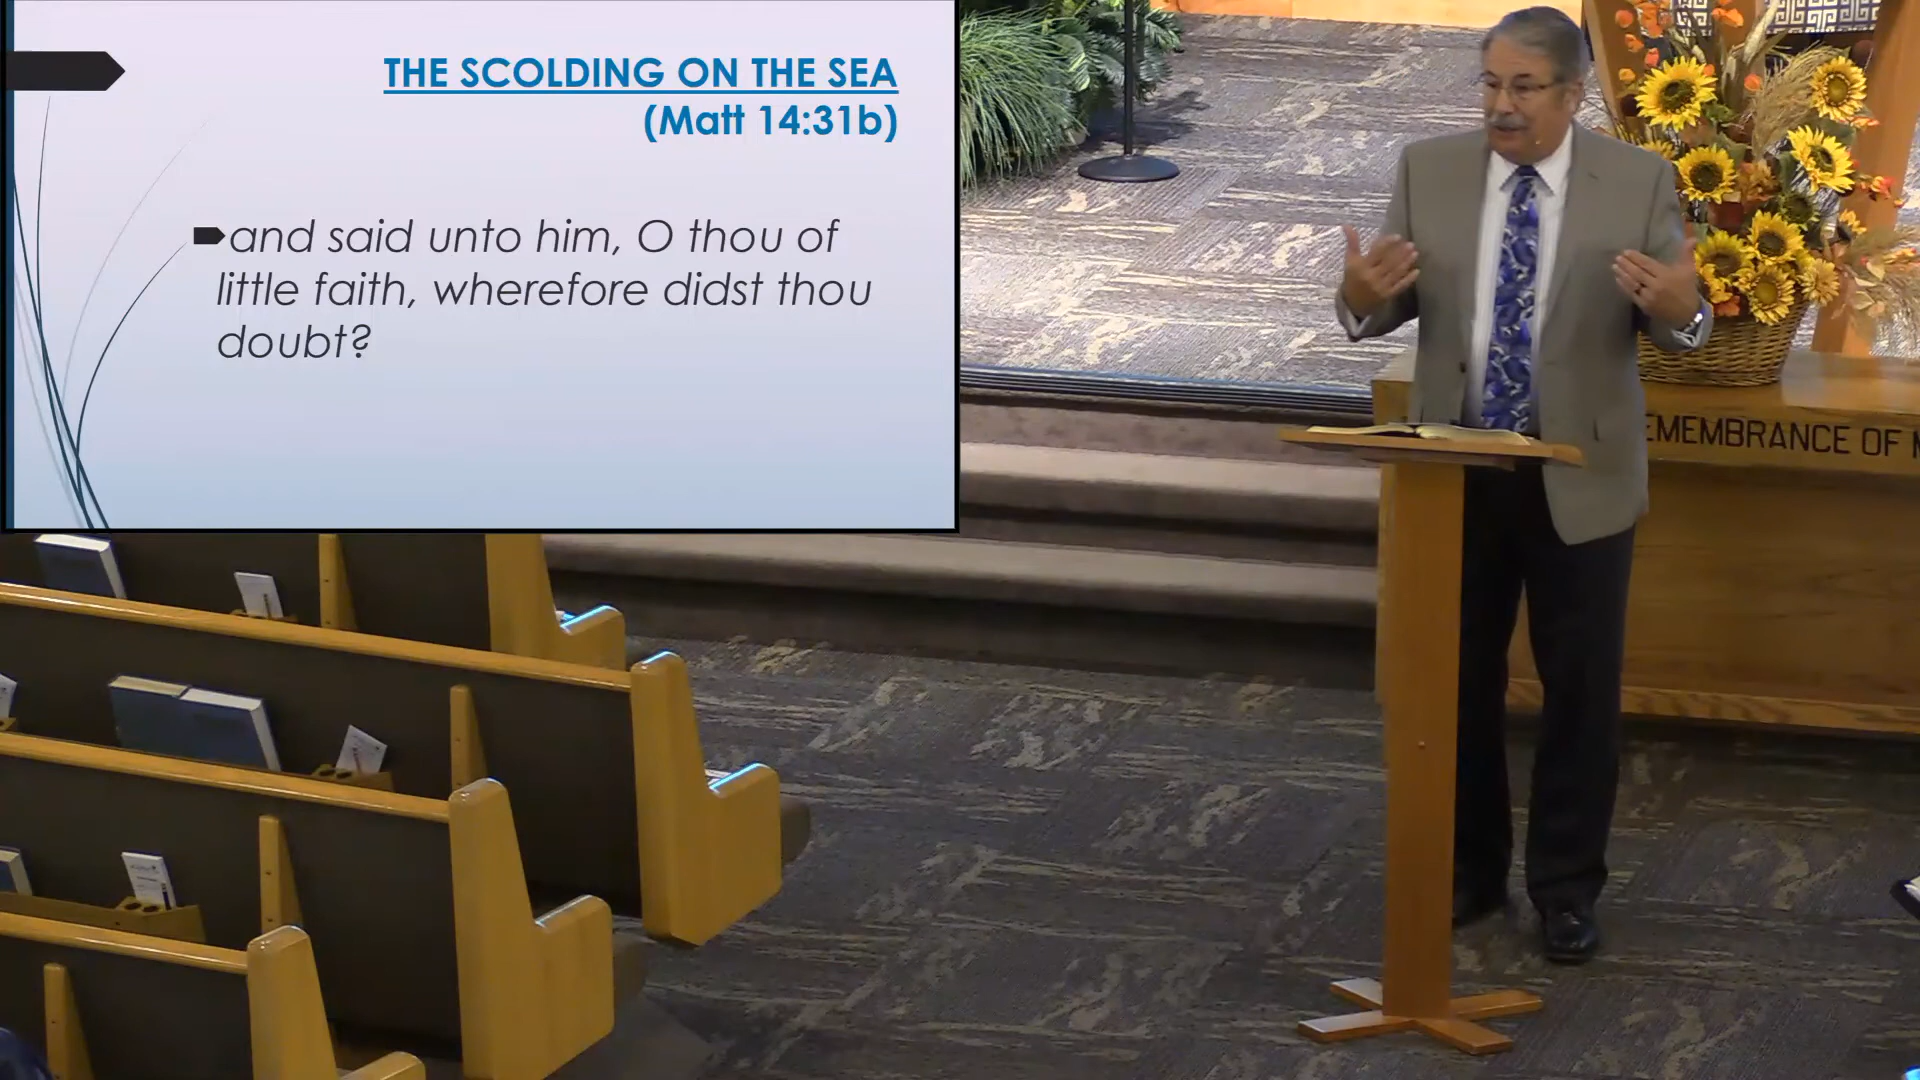 THE SCOLDING ON THE SEA
(Matt 14:31b)
and said unto him, O thou of
little faith, wherefore didst thou
doubt?
EMEMBRANCE OF M